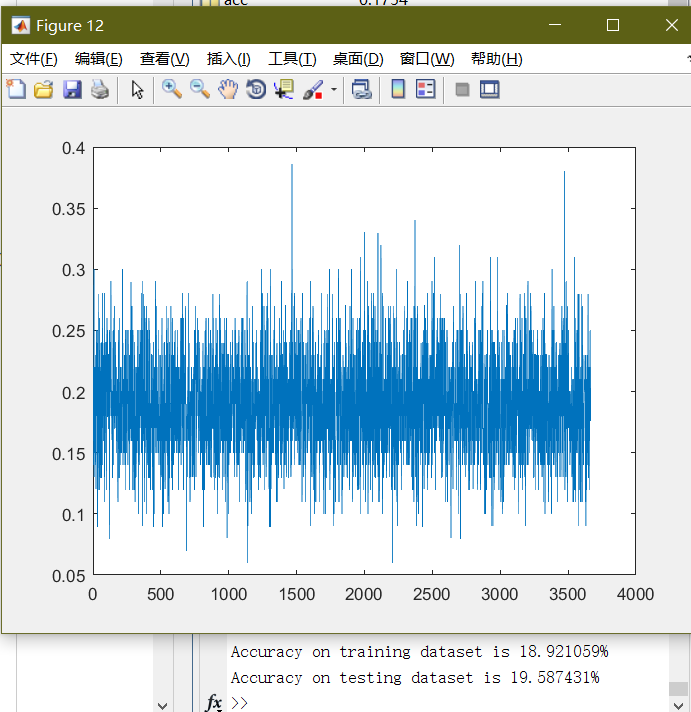 acc 0.1754
Figure 12
文件(F) 编辑(E) 查看(V) 插入(I) 工具(T) 桌面(D) 窗口(W) 帮助(H)
0.4
0.35
0.3
0.25
0.2
0.15
0.1
0.05
0 500 1000 1500 2000 2500 3000 3500 4000
Accuracy on training dataset is 18.921059%
Accuracy on testing dataset is 19.587431%
fx >>